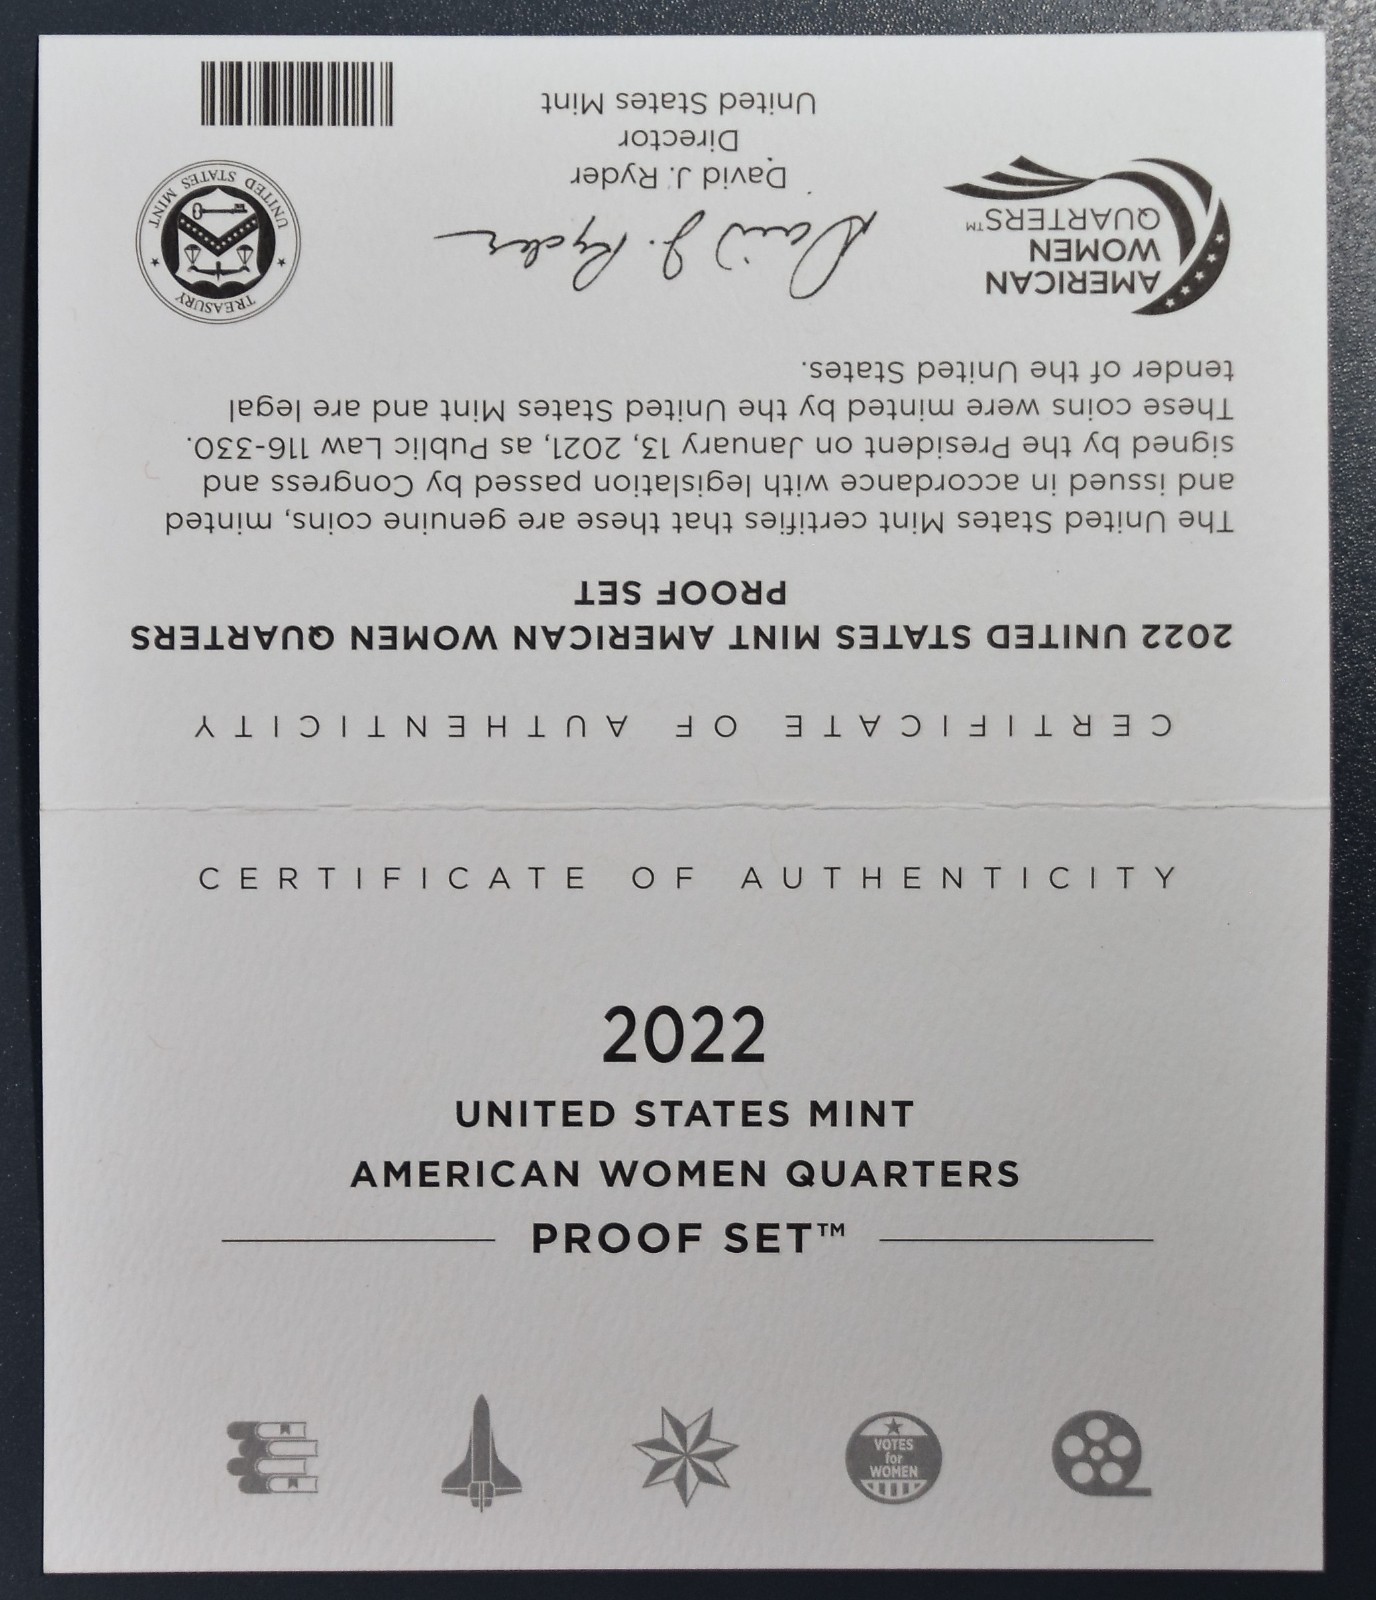 CERTIFICATE OF AUTHENTICITY
2022 UNITED STATES MINT AMERICAN WOMEN QUARTERS
PROOF SET
The United States Mint certifies that these are genuine coins, minted
and issued in accordance with legislation passed by Congress and
signed by the President on January 13, 2021, as Public Law 116-330.
These coins were minted by the United States Mint and are legal
tender of the United States.
AMERICAN
WOMEN
QUARTERS™
David J. Ryder
David J. Ryder
Director
United States Mint
TREASURY
UNITED STATES MINT
CERTIFICATE OF AUTHENTICITY
2022
UNITED STATES MINT
AMERICAN WOMEN QUARTERS
PROOF SET™
VOTES
for
WOMEN